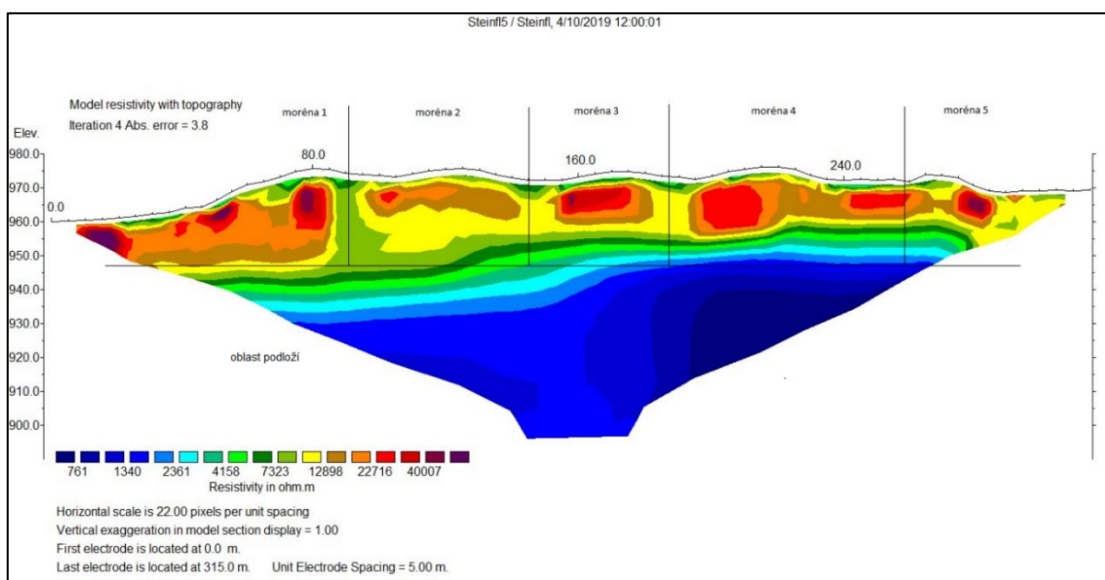 Steinfl5 / Steinfl, 4/10/2019 12:00:01
moréna 1 moréna 2 moréna 3 moréna 4 moréna 5
Model resistivity with topography
Iteration 4 Abs. error = 3.8
Elev.
980.0
970.0
960.0
950.0
940.0
930.0
920.0
910.0
900.0
0.0
80.0
160.0
240.0
oblast podloží
761 1340 2361 4158 7323 12898 22716 40007
Resistivity in ohm.m
Horizontal scale is 22.00 pixels per unit spacing
Vertical exaggeration in model section display = 1.00
First electrode is located at 0.0 m.
Last electrode is located at 315.0 m. Unit Electrode Spacing = 5.00 m.